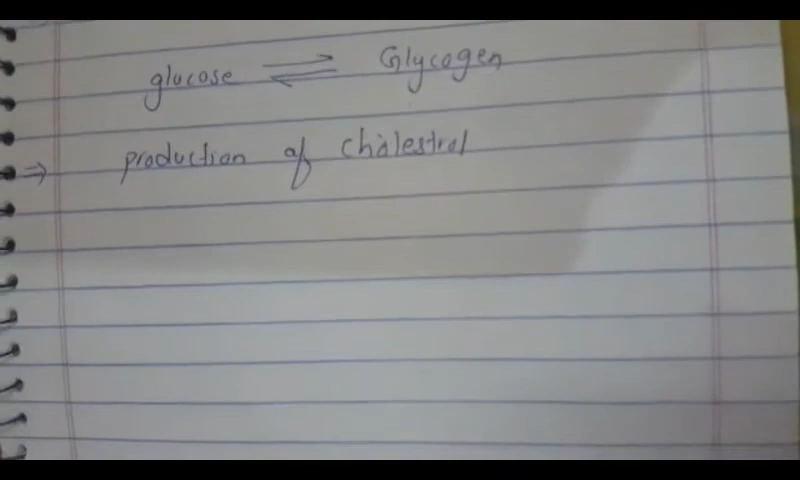 glucose ⇌ Glycogen
⇒ production of cholestrol